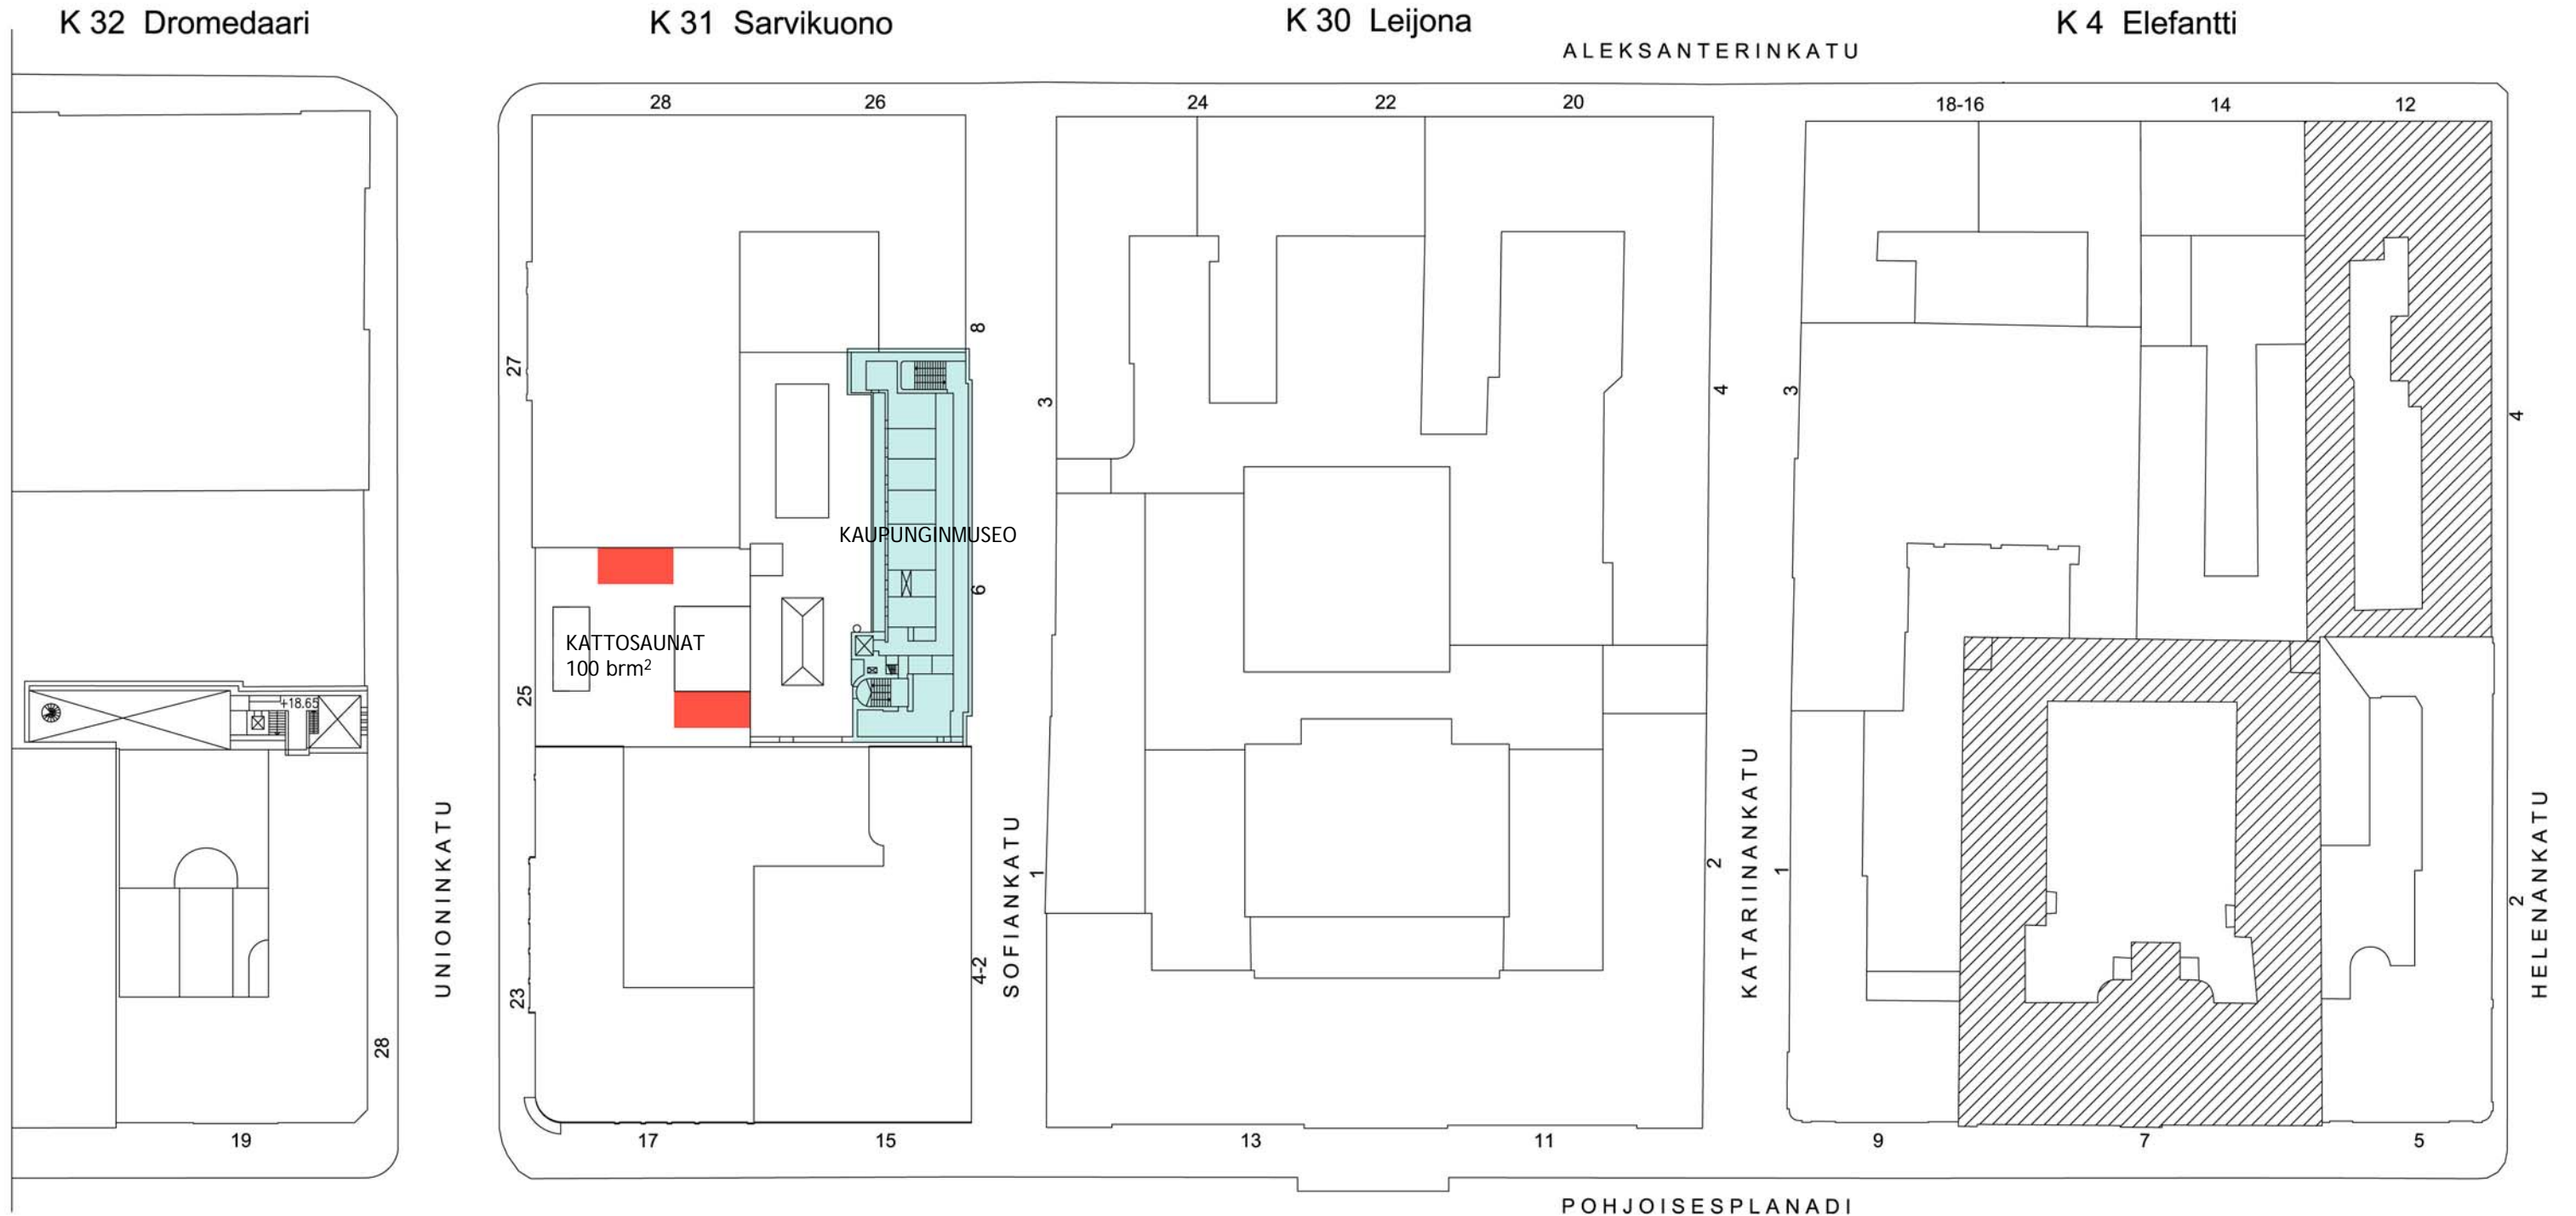 K 32 Dromedaari
K 31 Sarvikuono
K 30 Leijona
K 4 Elefantti
ALEKSANTERINKATU
28
26
24
22
20
18-16
14
12
27
8
3
4
3
4
KAUPUNGINMUSEO
6
KATTOSAUNAT
100 brm²
25
+18.65
UNIONINKATU
SOFIANKATU
KATARIINANKATU
HELENANKATU
1
2
1
2
23
4-2
28
19
17
15
13
11
9
7
5
POHJOISESPLANADI